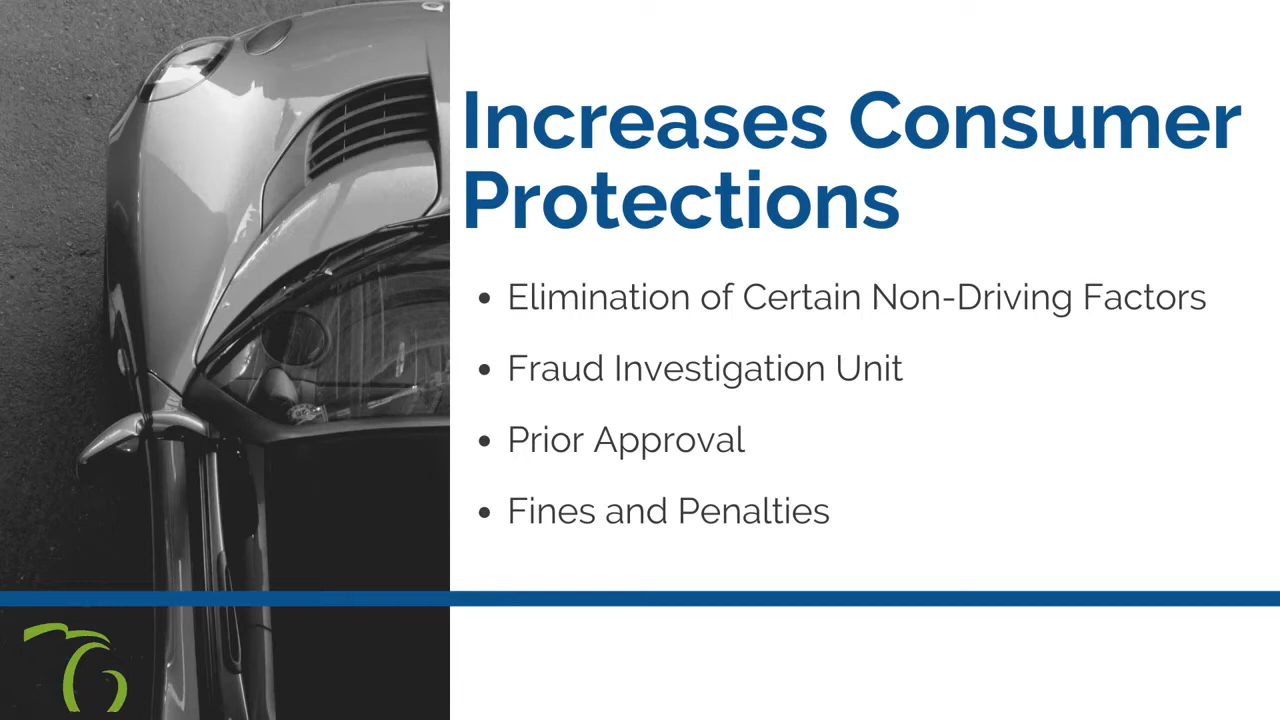 Increases Consumer
Protections
• Elimination of Certain Non-Driving Factors
• Fraud Investigation Unit
• Prior Approval
• Fines and Penalties